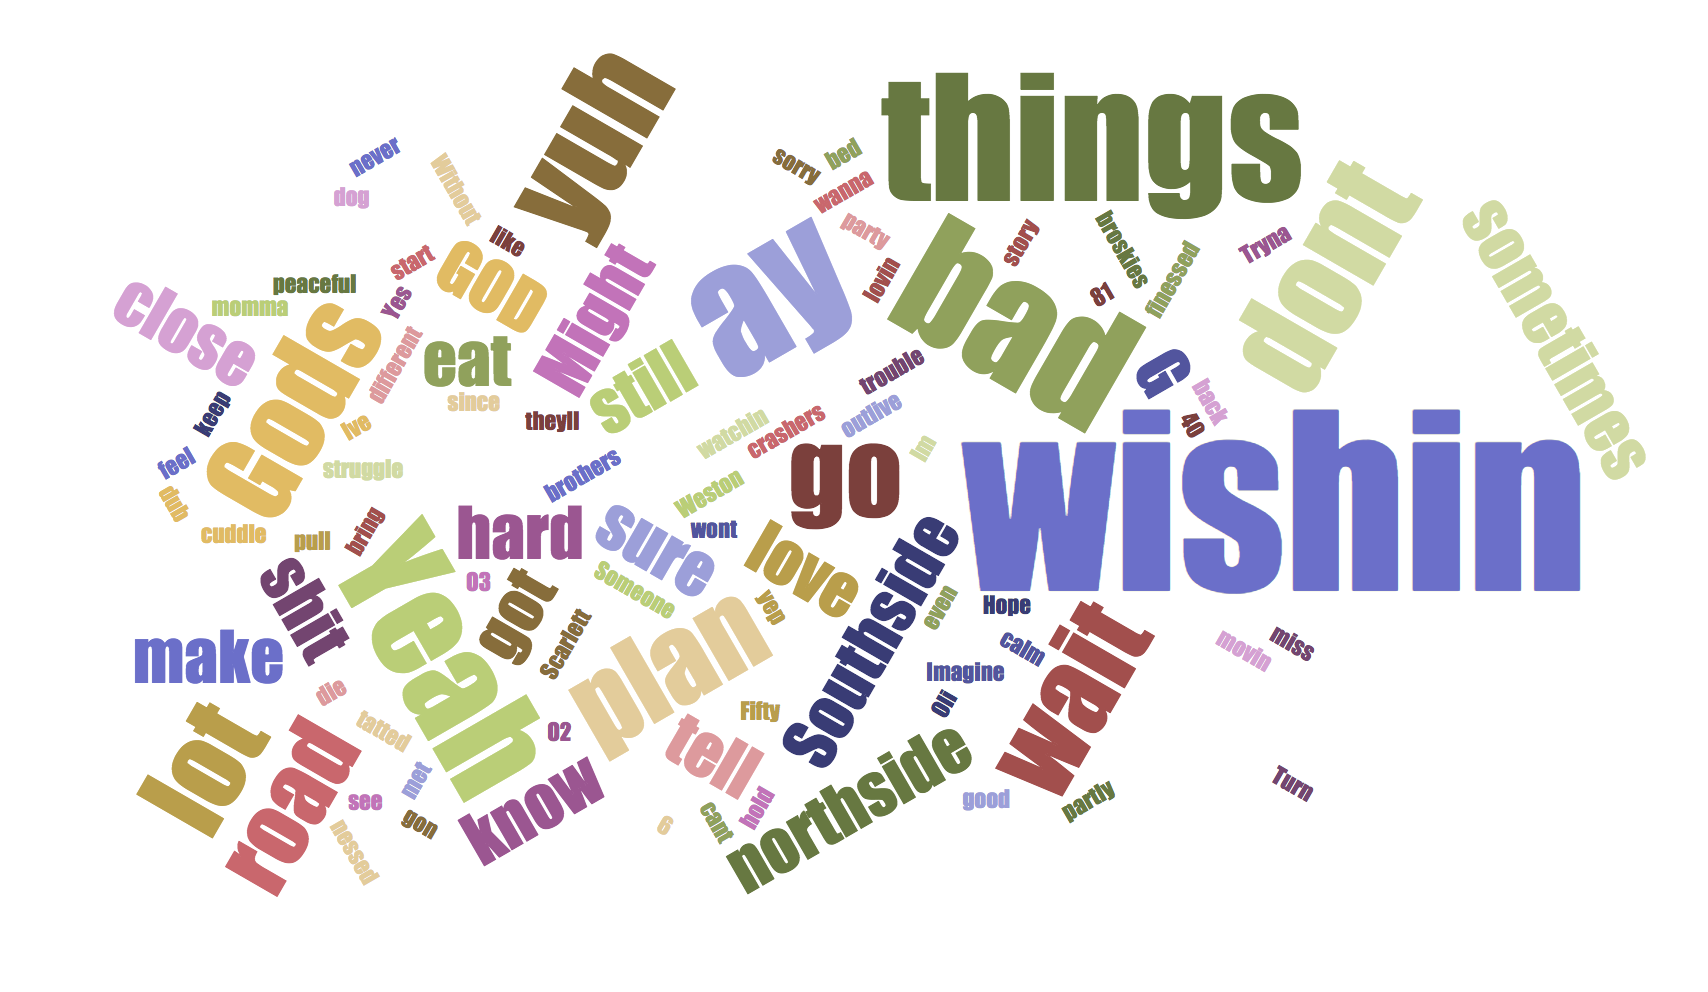 yuh
things
never
sorry
bed
dog
Without
wanna
dont
sometimes
like
party
story
broskies
Tryna
GOD
start
Might
ay
lovin
bad
finessed
peaceful
momma
Yes
81
close
Gods
different
eat
still
trouble
G
back
since
keep
Ive
theyll
watchin
crashers
outlive
40
Im
wishin
feel
struggle
brothers
Weston
go
dub
cuddle
pull
bring
hard
sure
wont
love
Southside
shit
yeah
03
got
Someone
yep
even
Hope
make
Scarlett
plan
calm
wait
movin
miss
die
Imagine
lot
tatted
02
Fifty
oli
road
met
tell
northside
see
know
hold
good
partly
Turn
nessed
gon
6
cant